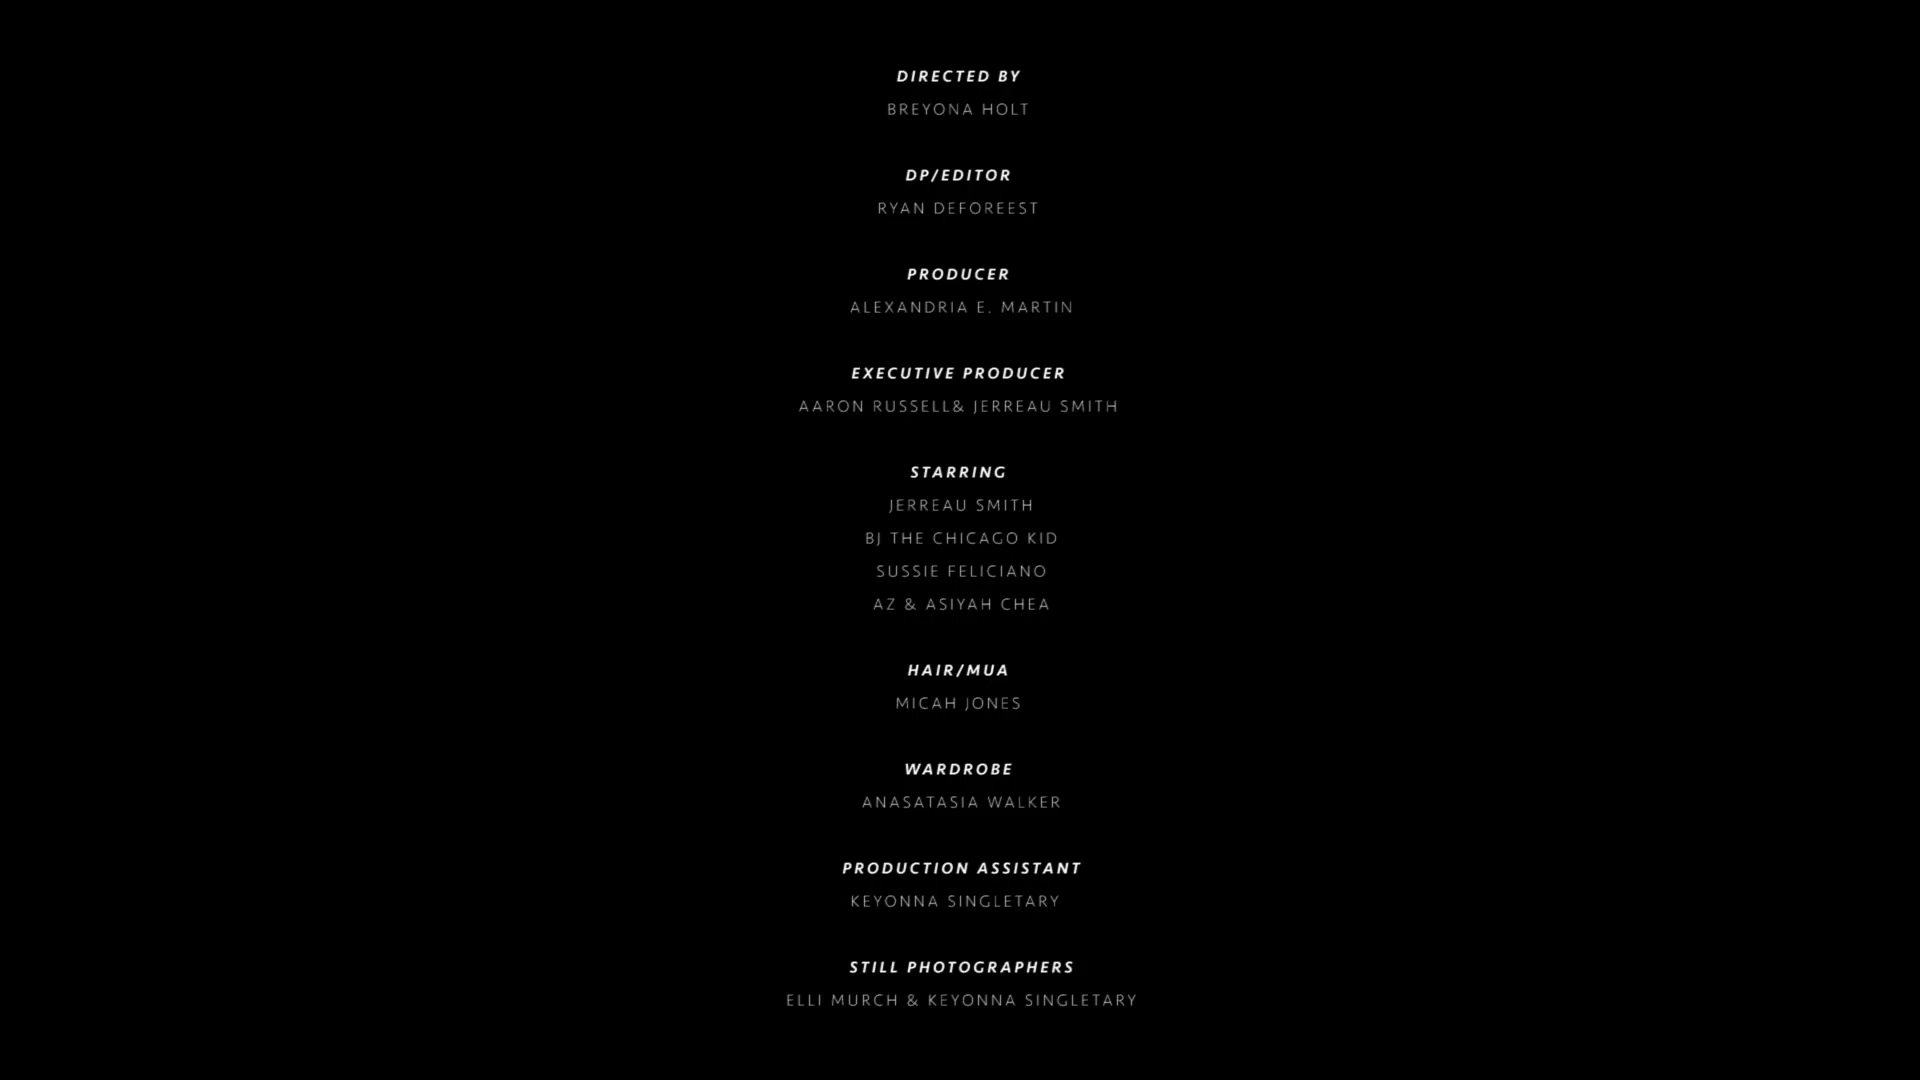 DIRECTED BY
BREYONA HOLT
DP/EDITOR
RYAN DEFOREEST
PRODUCER
ALEXANDRIA E. MARTIN
EXECUTIVE PRODUCER
AARON RUSSELL& JERREAU SMITH
STARRING
JERREAU SMITH
BJ THE CHICAGO KID
SUSSIE FELICIANO
AZ & ASIYAH CHEA
HAIR/MUA
MICAH JONES
WARDROBE
ANASATASIA WALKER
PRODUCTION ASSISTANT
KEYONNA SINGLETARY
STILL PHOTOGRAPHERS
ELLI MURCH & KEYONNA SINGLETARY